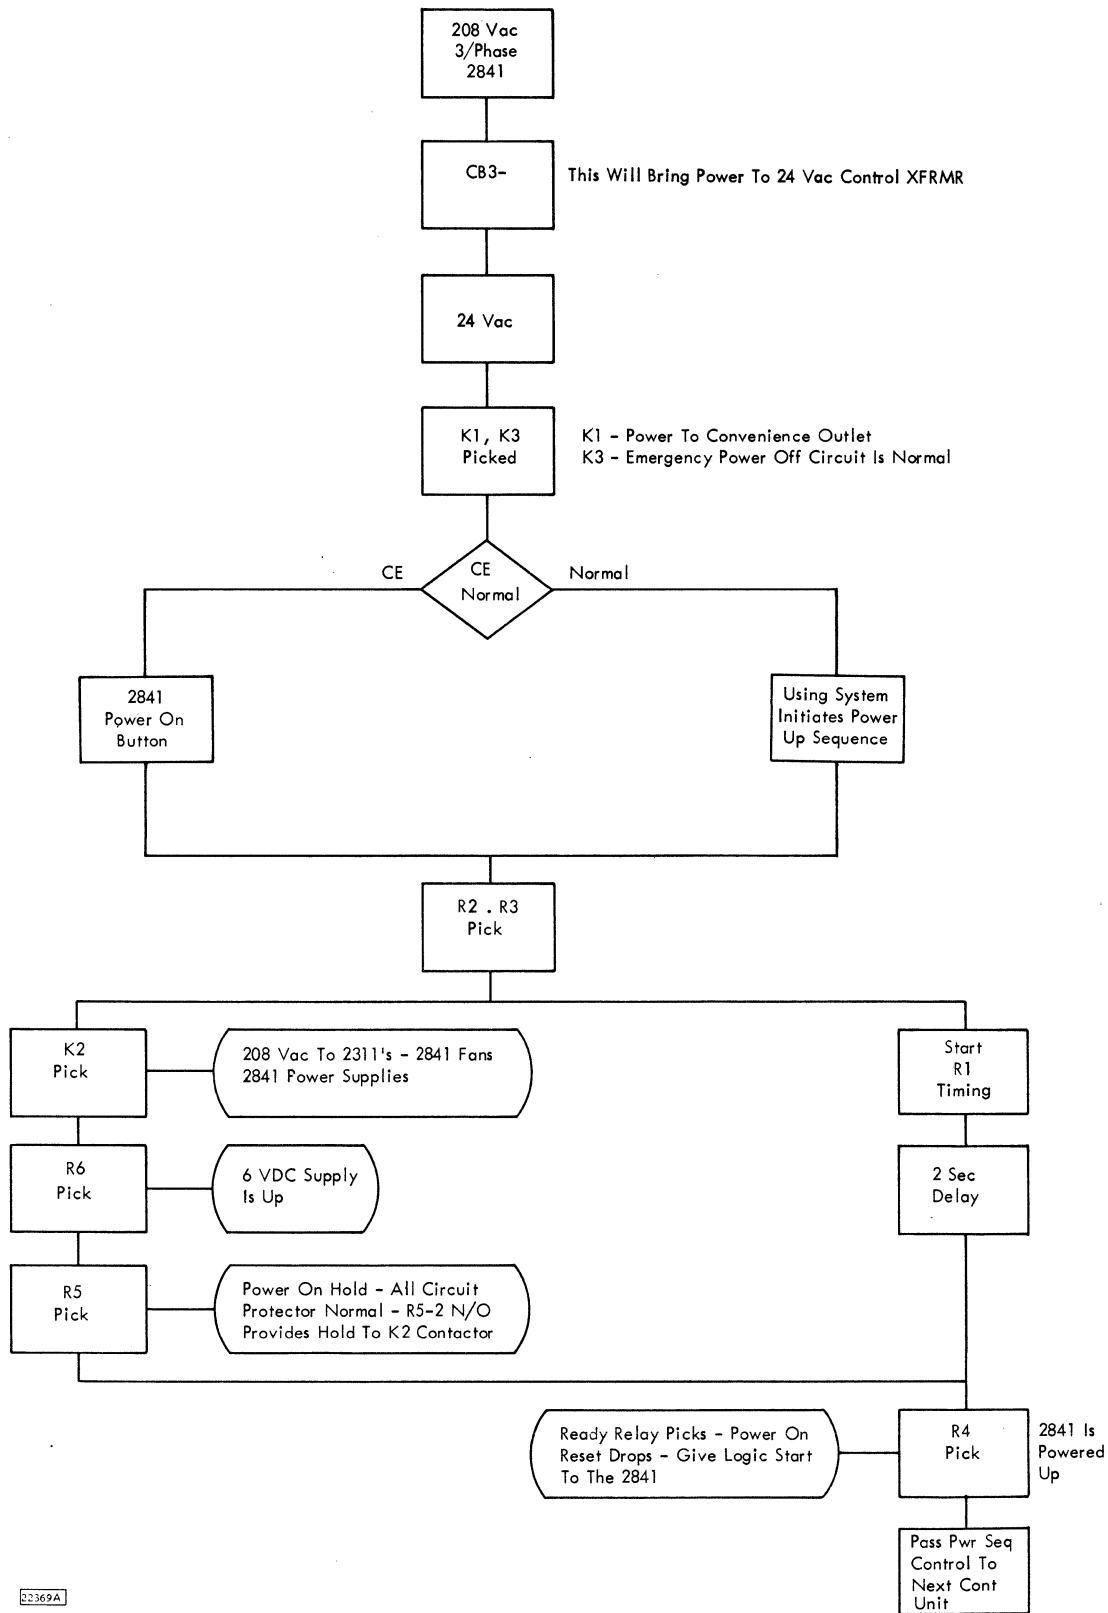 208 Vac
3/Phase
2841
CB3-
This Will Bring Power To 24 Vac Control XFRMR
24 Vac
K1, K3
Picked
K1 - Power To Convenience Outlet
K3 - Emergency Power Off Circuit Is Normal
CE
CE
Normal
Normal
2841
Power On
Button
Using System
Initiates Power
Up Sequence
R2 . R3
Pick
K2
Pick
208 Vac To 2311's - 2841 Fans
2841 Power Supplies
Start
R1
Timing
R6
Pick
6 VDC Supply
Is Up
2 Sec
Delay
R5
Pick
Power On Hold - All Circuit
Protector Normal - R5-2 N/O
Provides Hold To K2 Contactor
Ready Relay Picks - Power On
Reset Drops - Give Logic Start
To The 2841
R4
Pick
2841 Is
Powered
Up
Pass Pwr Seq
Control To
Next Cont
Unit
22369A